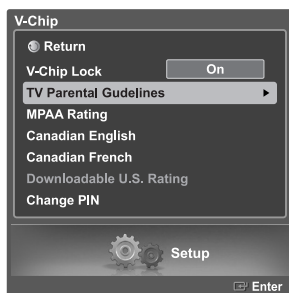 V-Chip
Return
V-Chip Lock On
TV Parental Gudelines
MPAA Rating
Canadian English
Canadian French
Downloadable U.S. Rating
Change PIN
Setup
Enter